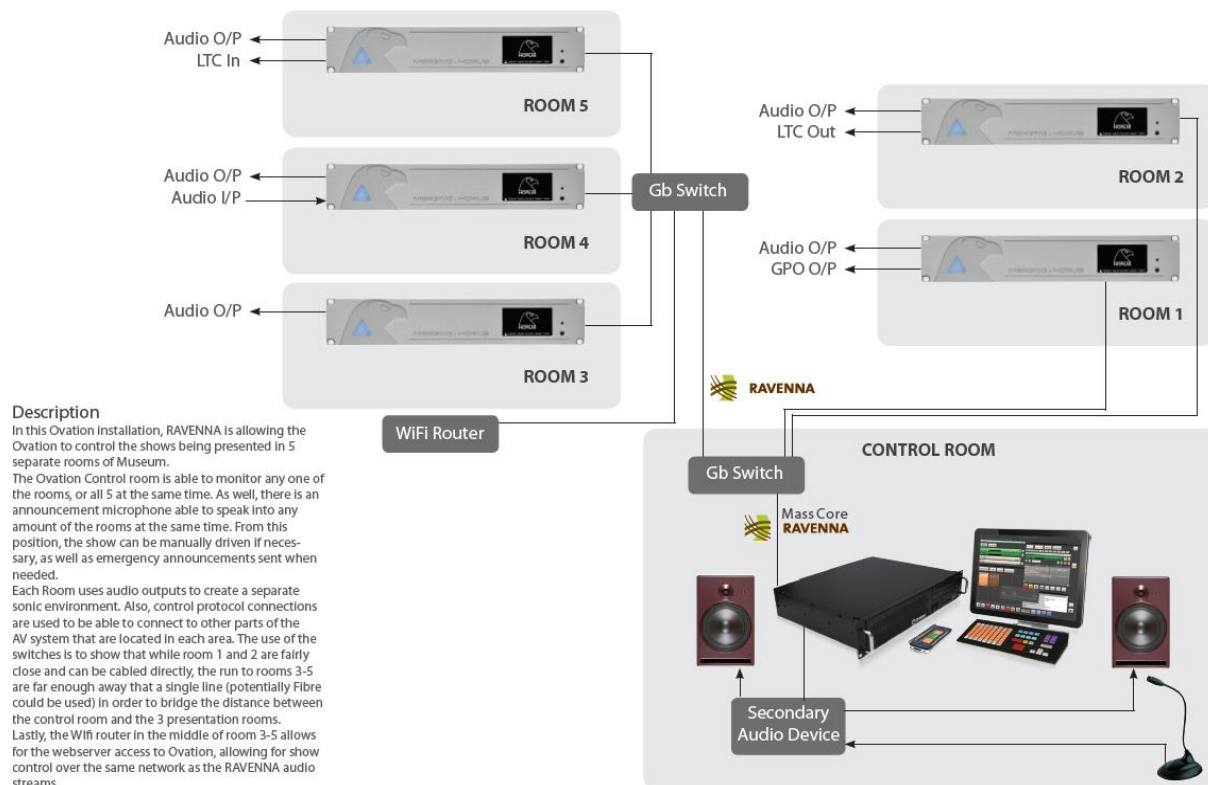 Audio O/P
LTC In
ROOM 5
Audio O/P
Audio I/P
ROOM 4
Audio O/P
ROOM 3
Gb Switch
WiFi Router
Audio O/P
LTC Out
ROOM 2
Audio O/P
GPO O/P
ROOM 1
RAVENNA
CONTROL ROOM
Gb Switch
Mass Core
RAVENNA
Secondary
Audio Device
Description
In this Ovation installation, RAVENNA is allowing the
Ovation to control the shows being presented in 5
separate rooms of Museum.
The Ovation Control room is able to monitor any one of
the rooms, or all 5 at the same time. As well, there is an
announcement microphone able to speak into any
amount of the rooms at the same time. From this
position, the show can be manually driven if neces-
sary, as well as emergency announcements sent when
needed.
Each Room uses audio outputs to create a separate
sonic environment. Also, control protocol connections
are used to be able to connect to other parts of the
AV system that are located in each area. The use of the
switches is to show that while room 1 and 2 are fairly
close and can be cabled directly, the run to rooms 3-5
are far enough away that a single line (potentially Fibre
could be used) in order to bridge the distance between
the control room and the 3 presentation rooms.
Lastly, the WIfi router in the middle of room 3-5 allows
for the webserver access to Ovation, allowing for show
control over the same network as the RAVENNA audio
streams.